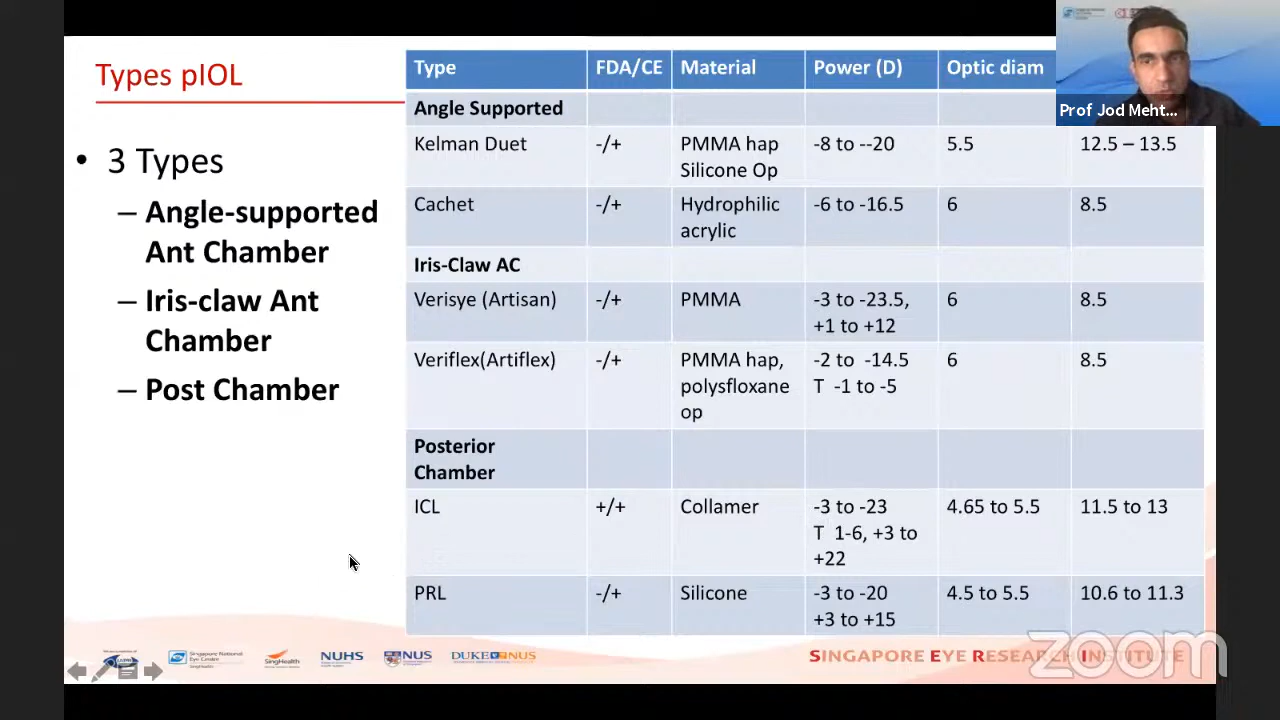 Types pIOL
• 3 Types
– Angle-supported
Ant Chamber
– Iris-claw Ant
Chamber
– Post Chamber
Type FDA/CE Material Power (D) Optic diam
Angle Supported
Kelman Duet -/+ PMMA hap -8 to --20 5.5 12.5 – 13.5
Silicone Op
Cachet -/+ Hydrophilic -6 to -16.5 6 8.5
acrylic
Iris-Claw AC
Verisye (Artisan) -/+ PMMA -3 to -23.5, 6 8.5
+1 to +12
Veriflex(Artiflex) -/+ PMMA hap, -2 to -14.5 6 8.5
polysfloxane T -1 to -5
op
Posterior
Chamber
ICL +/+ Collamer -3 to -23 4.65 to 5.5 11.5 to 13
T 1-6, +3 to
+22
PRL -/+ Silicone -3 to -20 4.5 to 5.5 10.6 to 11.3
+3 to +15
Prof Jod Meht...
Singapore National
Eye Centre
SingHealth
SingHealth
NUHS
NUS
DUKE NUS
SINGAPORE EYE RESEARCH INSTITUTE
zoom